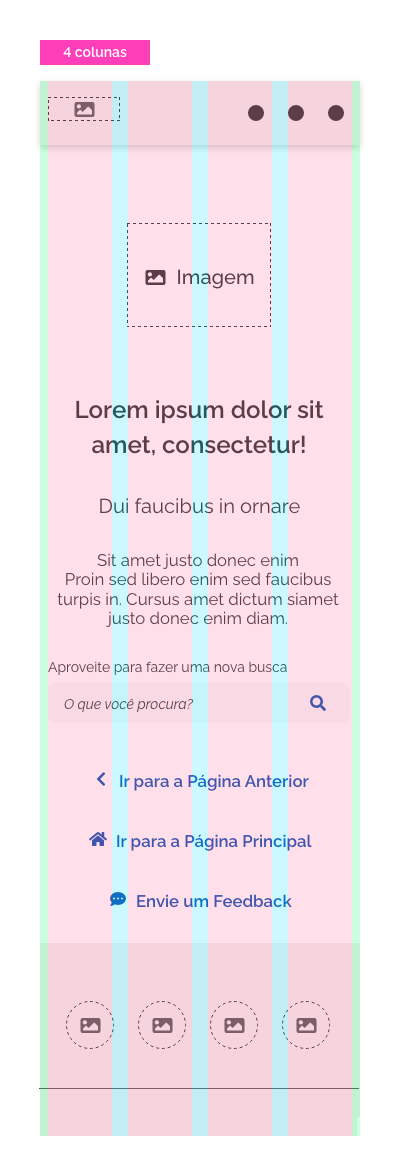 4 colunas
Imagem
Lorem ipsum dolor sit
amet, consectetur!
Dui faucibus in ornare
Sit amet justo donec enim
Proin sed libero enim sed faucibus
turpis in. Cursus amet dictum siamet
justo donec enim diam.
Aproveite para fazer uma nova busca
O que você procura?
Ir para a Página Anterior
Ir para a Página Principal
Envie um Feedback